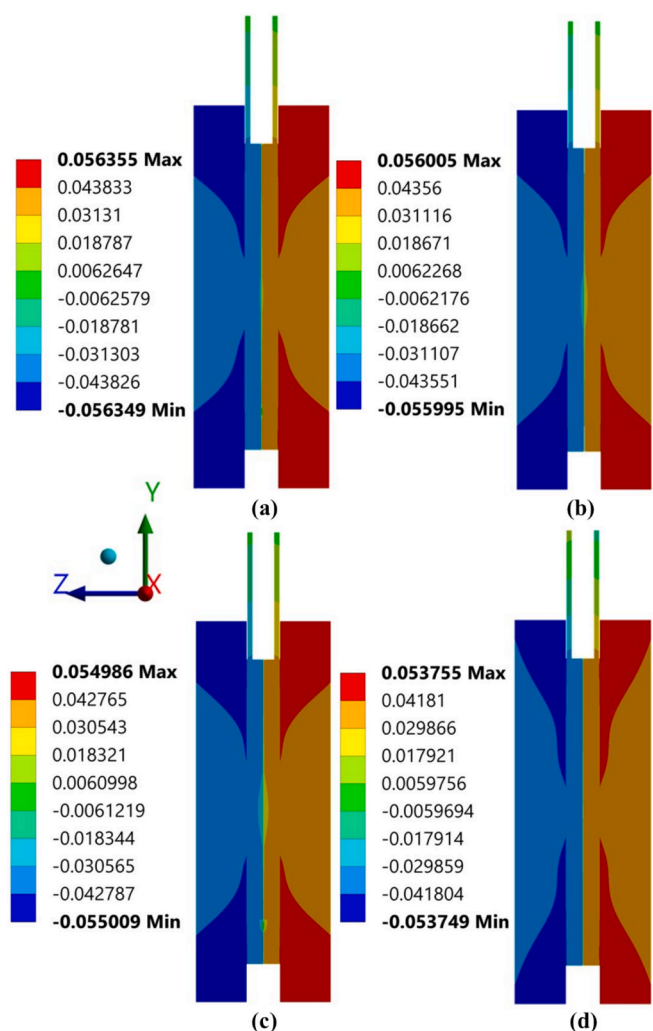 0.056355 Max
0.043833
0.03131
0.018787
0.0062647
-0.0062579
-0.018781
-0.031303
-0.043826
-0.056349 Min
(a)
0.056005 Max
0.04356
0.031116
0.018671
0.0062268
-0.0062176
-0.018662
-0.031107
-0.043551
-0.055995 Min
(b)
Y
Z
X
0.054986 Max
0.042765
0.030543
0.018321
0.0060998
-0.0061219
-0.018344
-0.030565
-0.042787
-0.055009 Min
(c)
0.053755 Max
0.04181
0.029866
0.017921
0.0059756
-0.0059694
-0.017914
-0.029859
-0.041804
-0.053749 Min
(d)